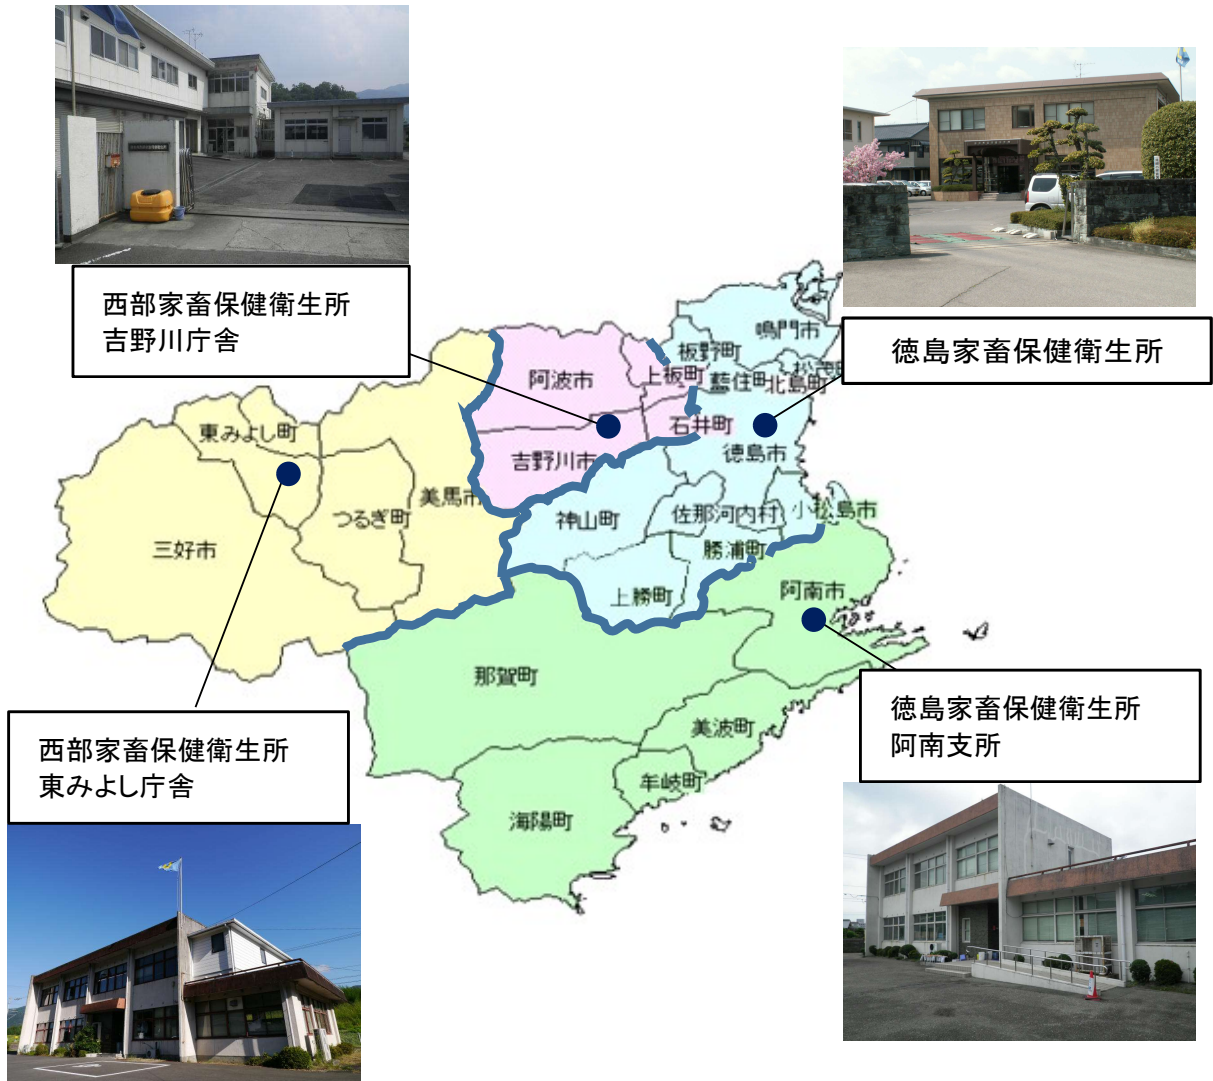 西部家畜保健衛生所
吉野川庁舎
徳島家畜保健衛生所
鳴門市
板野町
松茂町
上板町
藍住町
北島町
阿波市
石井町
東みよし町
吉野川市
徳島市
美馬市
つるぎ町
神山町
佐那河内村
小松島市
三好市
勝浦町
上勝町
阿南市
那賀町
美波町
牟岐町
海陽町
西部家畜保健衛生所
東みよし庁舎
徳島家畜保健衛生所
阿南支所